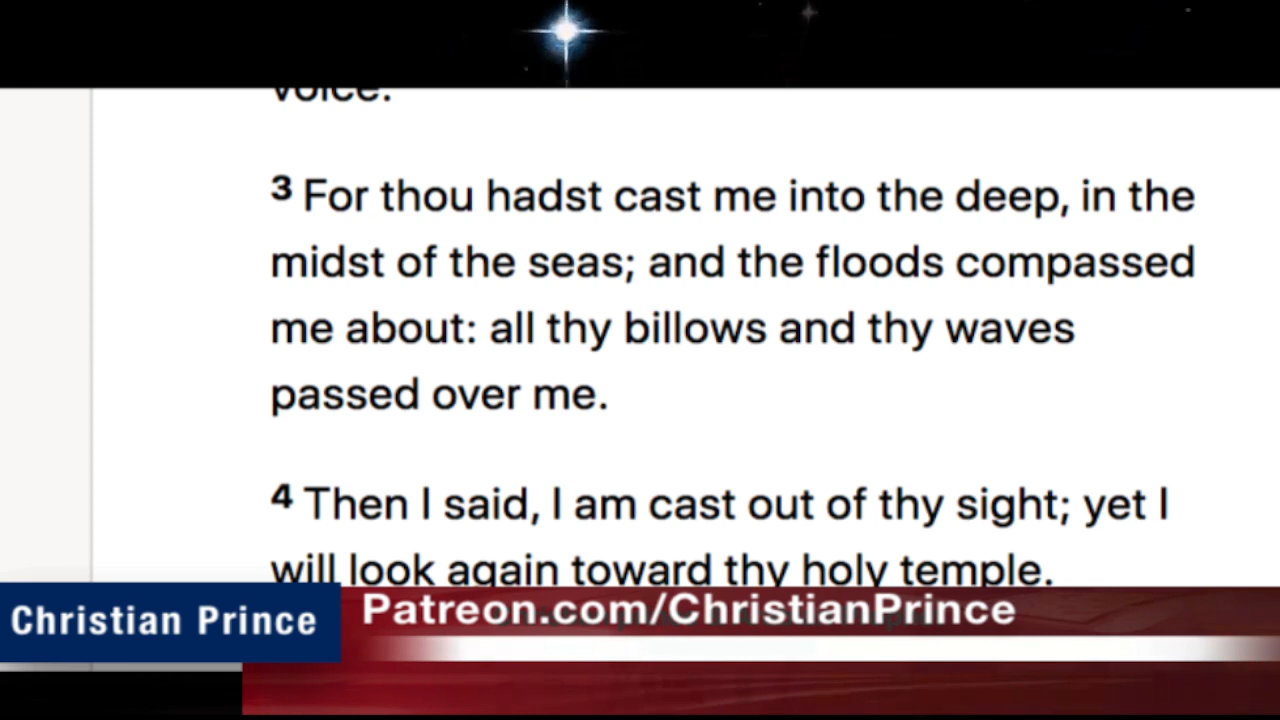 voice.
3 For thou hadst cast me into the deep, in the
midst of the seas; and the floods compassed
me about: all thy billows and thy waves
passed over me.
4 Then I said, I am cast out of thy sight; yet I
will look again toward thy holy temple.
Christian Prince
Patreon.com/ChristianPrince